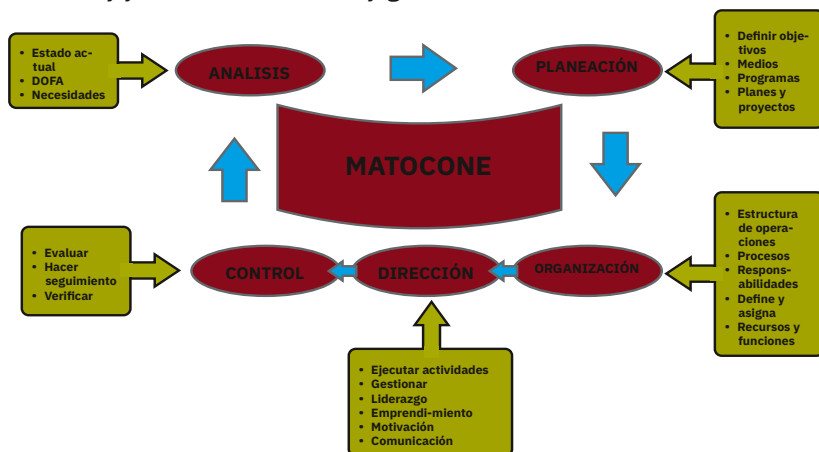 • Estado ac-
tual
• DOFA
• Necesidades
ANALISIS
PLANEACIÓN
• Definir obje-
tivos
• Medios
• Programas
• Planes y
proyectos
MATOCONE
• Evaluar
• Hacer
seguimiento
• Verificar
CONTROL
DIRECCIÓN
ORGANIZACIÓN
• Estructura
de opera-
ciones
• Procesos
• Respons-
abilidades
• Define y
asigna
• Recursos y
funciones
• Ejecutar actividades
• Gestionar
• Liderazgo
• Emprendi-miento
• Motivación
• Comunicación